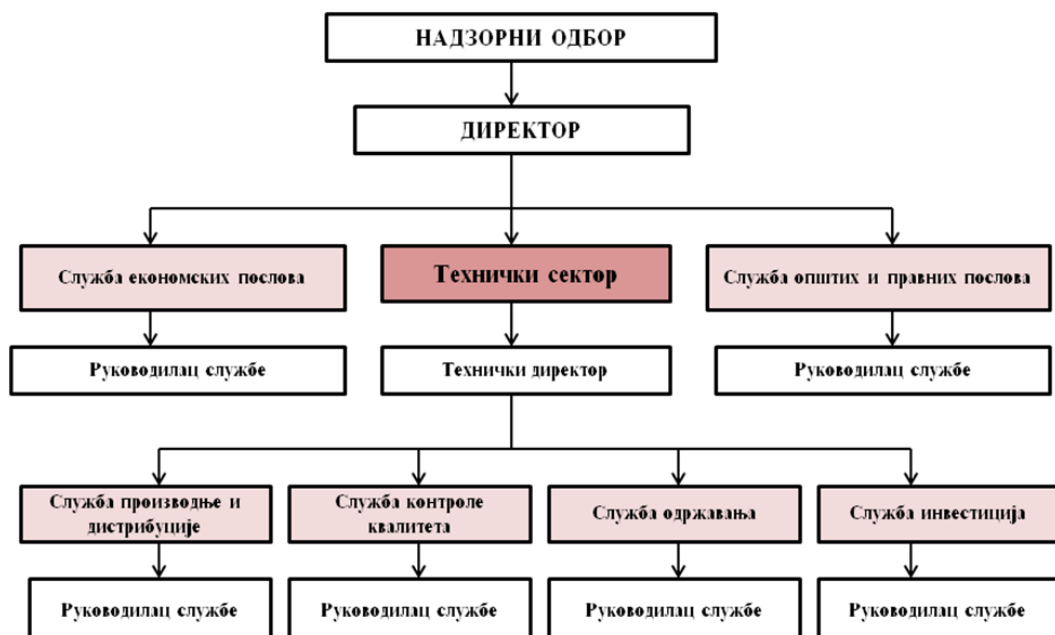 НАДЗОРНИ ОДБОР
ДИРЕКТОР
Служба економских послова
Технички сектор
Служба општих и правних послова
Руководилац службе
Технички директор
Руководилац службе
Служба производње и
дистрибуције
Служба контроле
квалитета
Служба одржавања
Служба инвестиција
Руководилац службе
Руководилац службе
Руководилац службе
Руководилац службе